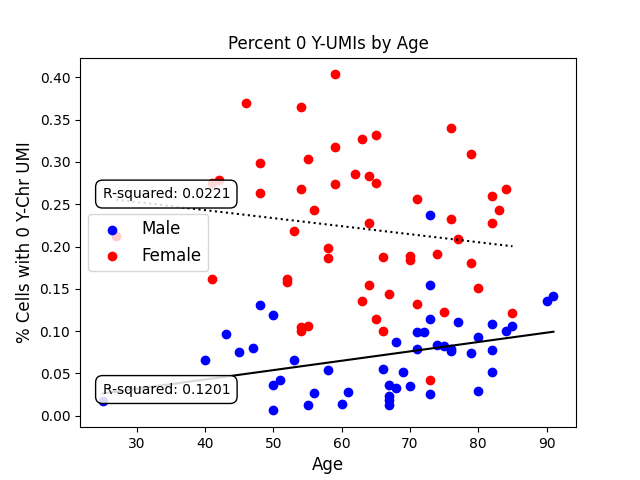 Percent 0 Y-UMIs by Age
% Cells with 0 Y-Chr UMI
0.40
0.35
0.30
0.25
0.20
0.15
0.10
0.05
0.00
R-squared: 0.0221
Male
Female
R-squared: 0.1201
30 40 50 60 70 80 90
Age